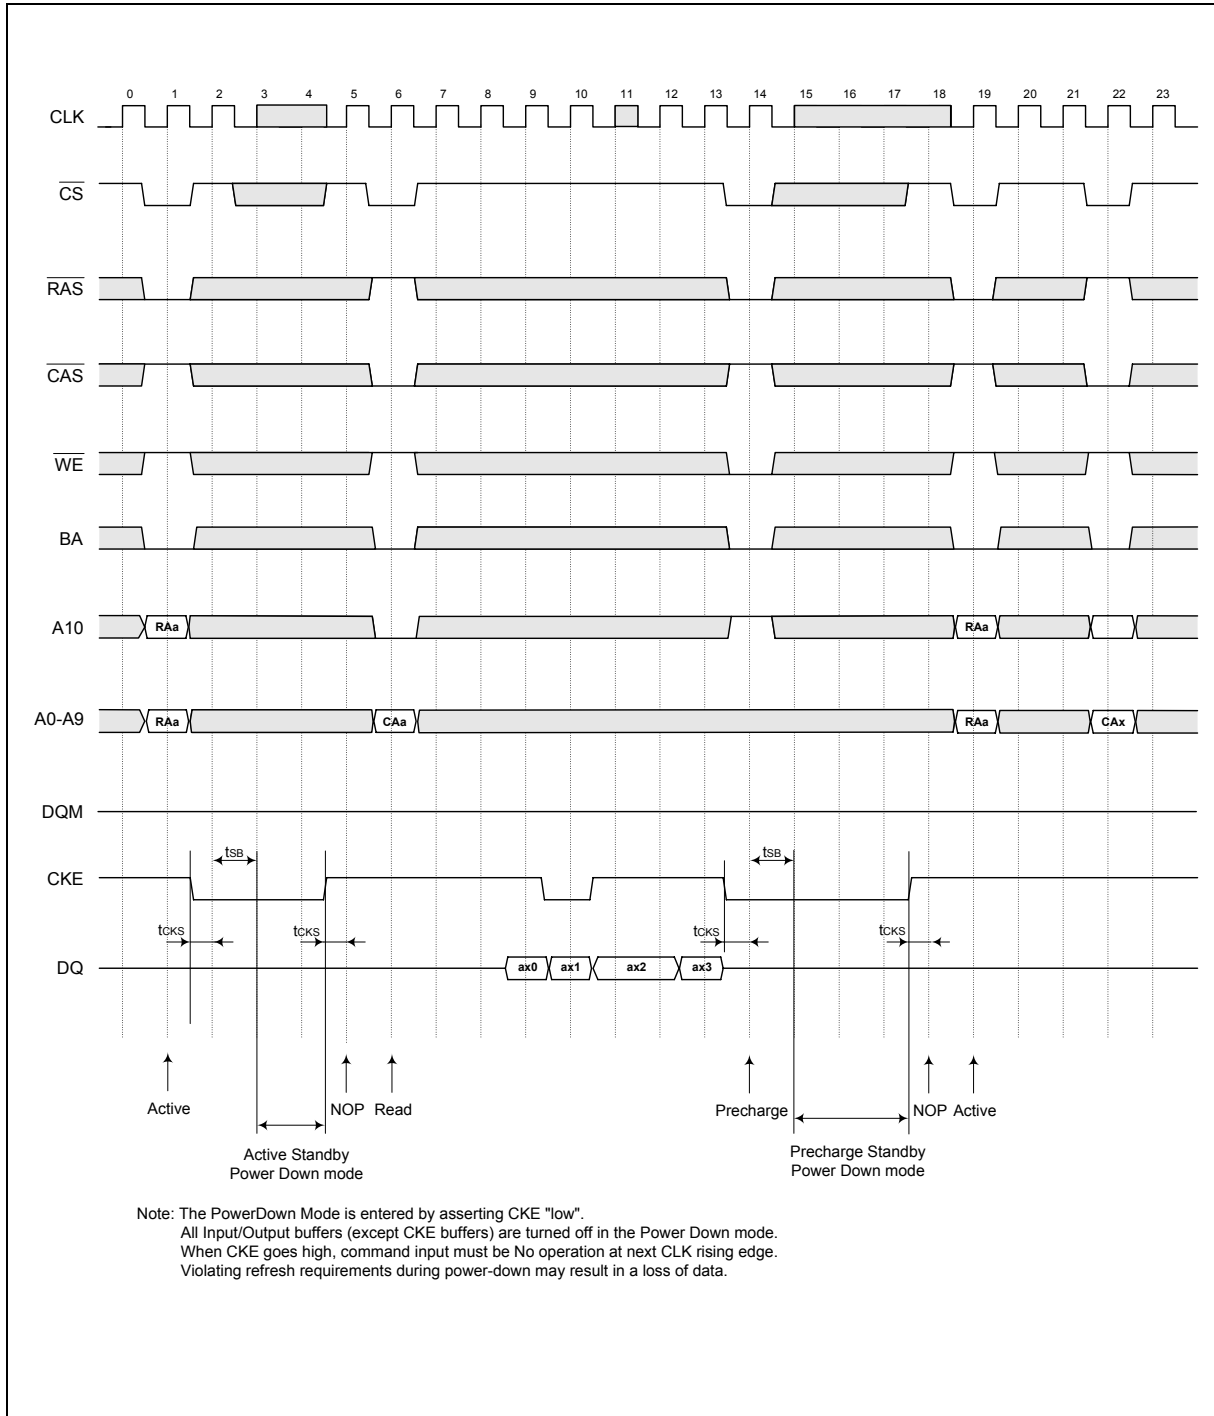 0 1 2 3 4 5 6 7 8 9 10 11 12 13 14 15 16 17 18 19 20 21 22 23
CLK
CS
RAS
CAS
WE
BA
A10 RAa RAa
A0-A9 RAa CAa RAa CAx
DQM
tSB tSB
CKE
tCKS tCKS tCKS tCKS
DQ ax0 ax1 ax2 ax3
Active NOP Read Precharge NOP Active
Active Standby
Power Down mode
Precharge Standby
Power Down mode
Note: The PowerDown Mode is entered by asserting CKE "low".
All Input/Output buffers (except CKE buffers) are turned off in the Power Down mode.
When CKE goes high, command input must be No operation at next CLK rising edge.
Violating refresh requirements during power-down may result in a loss of data.